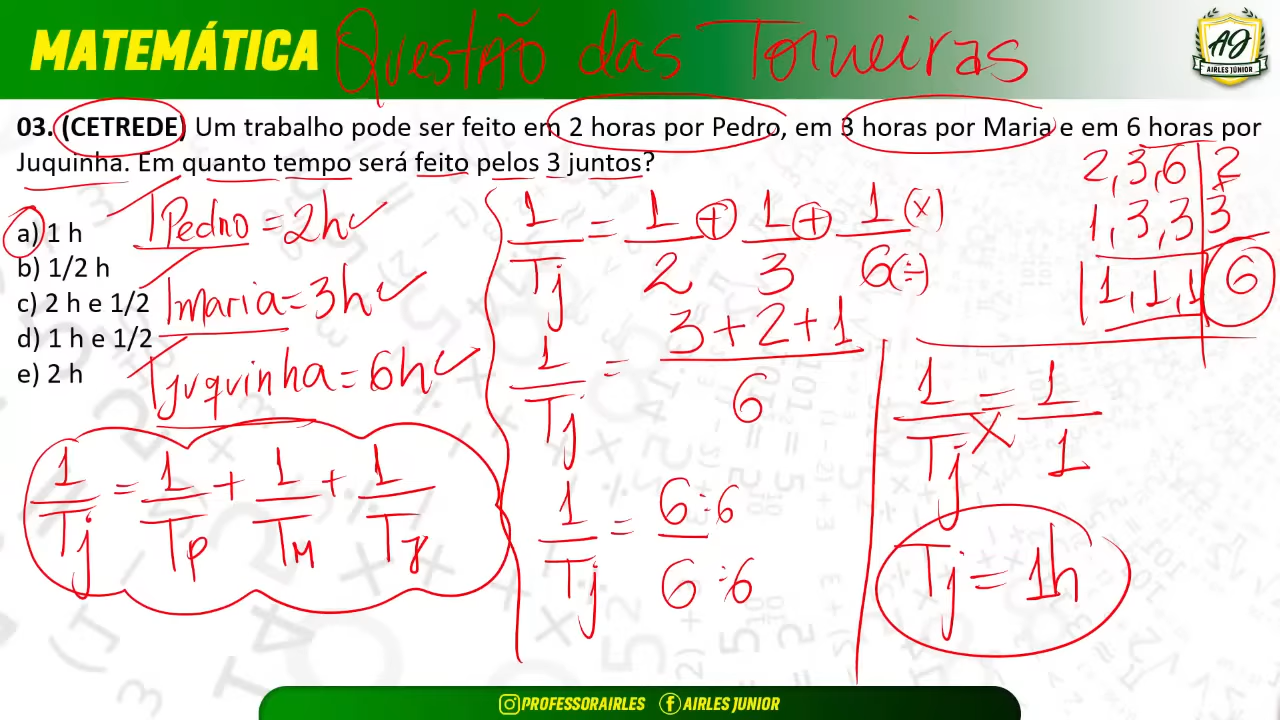 MATEMÁTICA Questão das Torneiras
AJ
AIRLES JÚNIOR
03. (CETREDE) Um trabalho pode ser feito em 2 horas por Pedro, em 3 horas por Maria e em 6 horas por
Juquinha. Em quanto tempo será feito pelos 3 juntos?
a) 1 h
b) 1/2 h
c) 2 h e 1/2
d) 1 h e 1/2
e) 2 h
TPedro = 2h
Tmaria = 3h
Tjuquinha = 6h
1/Tj = 1/Tp + 1/TM + 1/TJ
1/Tj = 1/2 + 1/3 + 1/6 (x) (÷)
1/Tj = 3+2+1/6
1/Tj = 6÷6/6÷6
2,3,6 2
1,3,3 3
1,1,1 6
1/Tj x 1/1
Tj = 1h
PROFESSORAIRLES AIRLES JUNIOR